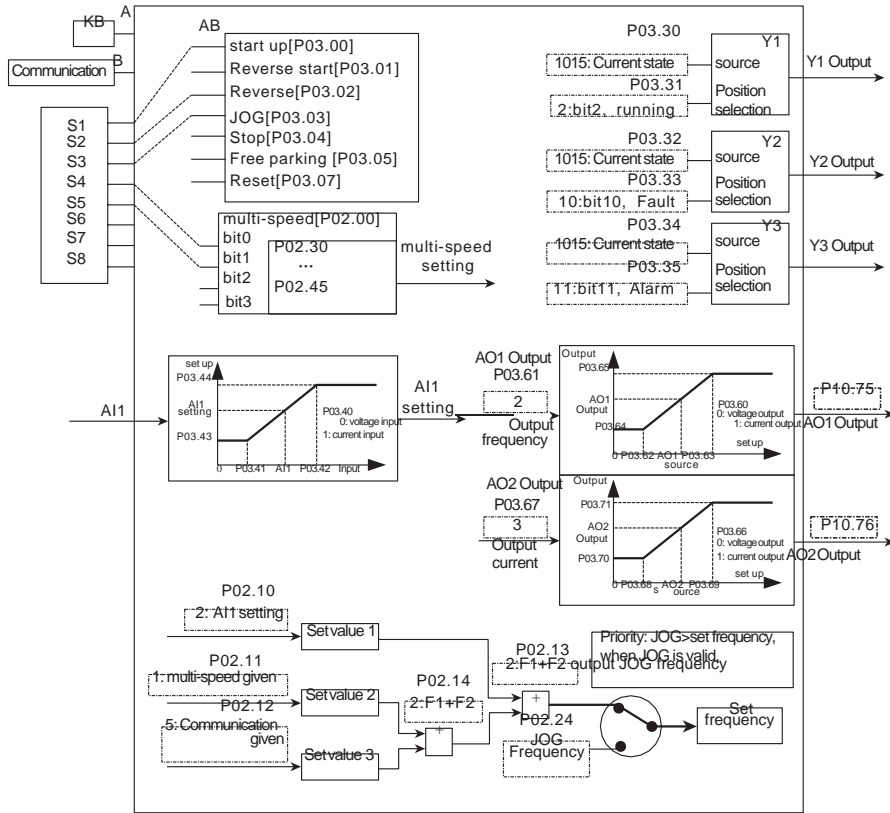 A
KB
B
Communication
S1
S2
S3
S4
S5
S6
S7
S8
AB
start up[P03.00]
Reverse start[P03.01]
Reverse[P03.02]
JOG[P03.03]
Stop[P03.04]
Free parking [P03.05]
Reset[P03.07]
multi-speed[P02.00]
bit0
bit1
bit2
bit3
P02.30
...
P02.45
multi-speed
setting
P03.30
1015: Current state
P03.31
2:bit2, running
Y1
source
Position
selection
Y1 Output
P03.32
1015: Current state
P03.33
10:bit10, Fault
Y2
source
Position
selection
Y2 Output
P03.34
1015: Current state
P03.35
11:bit11, Alarm
Y3
source
Position
selection
Y3 Output
AI1
set up
P03.44
AI1
setting
P03.43
0 P03.41 AI1 P03.42 Input
P03.40
0: voltage input
1: current input
AI1
setting
AO1 Output
P03.61
2
Output
frequency
Output
P03.65
AO1
Output
P03.64
P03.60
0: voltage output
1: current output
set up
0 P03.62 AO1 P03.63
source
P10.75
AO1 Output
AO2 Output
P03.67
3
Output
current
Output
P03.71
AO2
Output
P03.70
P03.66
0: voltage output
1: current output
set up
0 P03.68 AO2 P03.69
s ource
P10.76
AO2 Output
P02.10
2: AI1 setting
Set value 1
P02.11
1: multi-speed given
Set value 2
P02.12
5: Communication
given
Set value 3
P02.14
2:F1+F2
+
P02.13
2:F1+F2 output JOG frequency
+
Priority: JOG>set frequency,
when JOG is valid,
P02.24
JOG
Frequency
Set
frequency